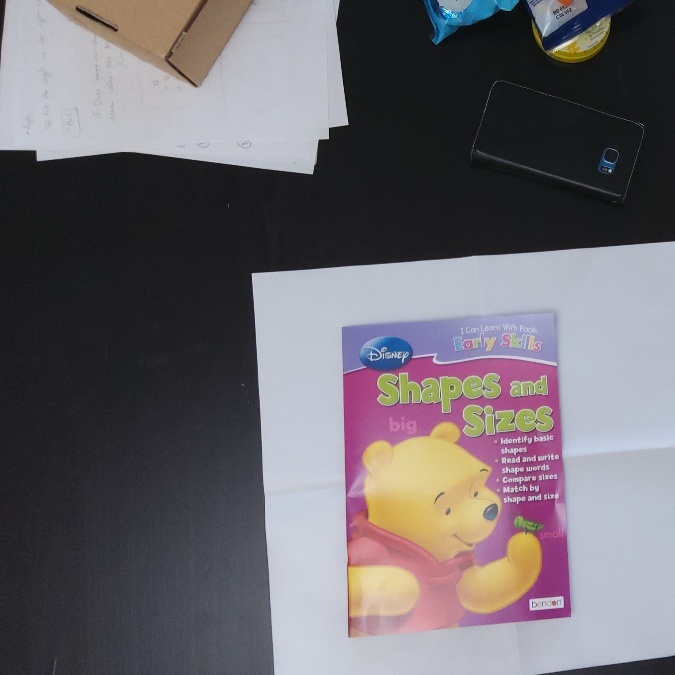 I Can Learn With Pooh
Early Skills
Disney
Shapes and
Sizes
big
• Identify basic
shapes
• Read and write
shape words
• Compare sizes
• Match by
shape and size
small
bendon